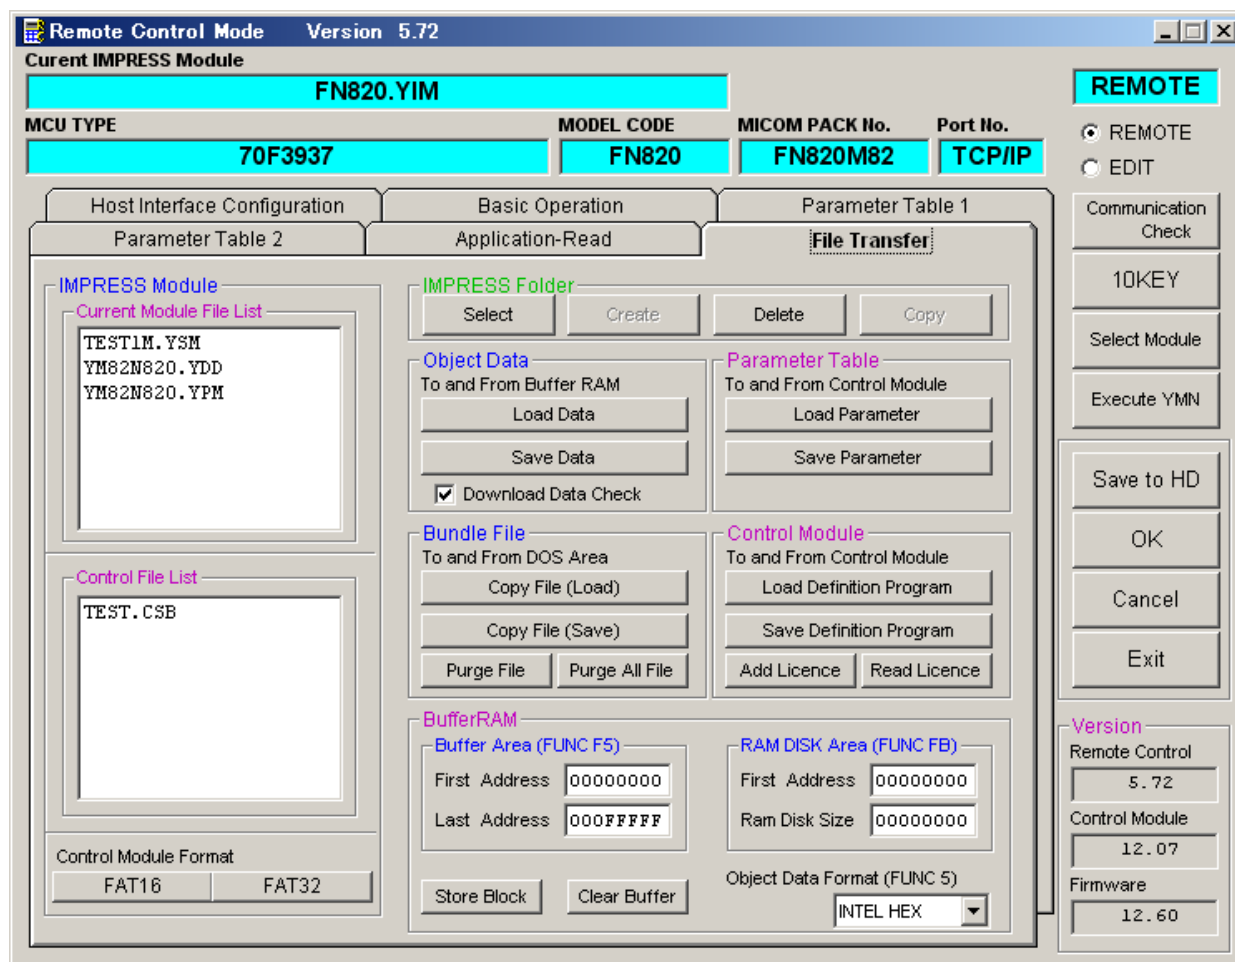 Remote Control Mode Version 5.72
Curent IMPRESS Module
FN820.YIM
REMOTE
MCU TYPE MODEL CODE MICOM PACK No. Port No.
70F3937 FN820 FN820M82 TCP/IP
REMOTE
EDIT
Host Interface Configuration Basic Operation Parameter Table 1
Parameter Table 2 Application-Read File Transfer
Communication
Check
10KEY
Select Module
Execute YMN
Save to HD
OK
Cancel
Exit
IMPRESS Module
Current Module File List
TEST1M.YSM
YM82N820.YDD
YM82N820.YPM
Control File List
TEST.CSB
Control Module Format
FAT16 FAT32
IMPRESS Folder
Select Create Delete Copy
Object Data
To and From Buffer RAM
Load Data
Save Data
Download Data Check
Parameter Table
To and From Control Module
Load Parameter
Save Parameter
Bundle File
To and From DOS Area
Copy File (Load)
Copy File (Save)
Purge File Purge All File
Control Module
To and From Control Module
Load Definition Program
Save Definition Program
Add Licence Read Licence
BufferRAM
Buffer Area (FUNC F5)
First Address 00000000
Last Address 000FFFFF
RAM DISK Area (FUNC FB)
First Address 00000000
Ram Disk Size 00000000
Store Block Clear Buffer
Object Data Format (FUNC 5)
INTEL HEX
Version
Remote Control
5.72
Control Module
12.07
Firmware
12.60